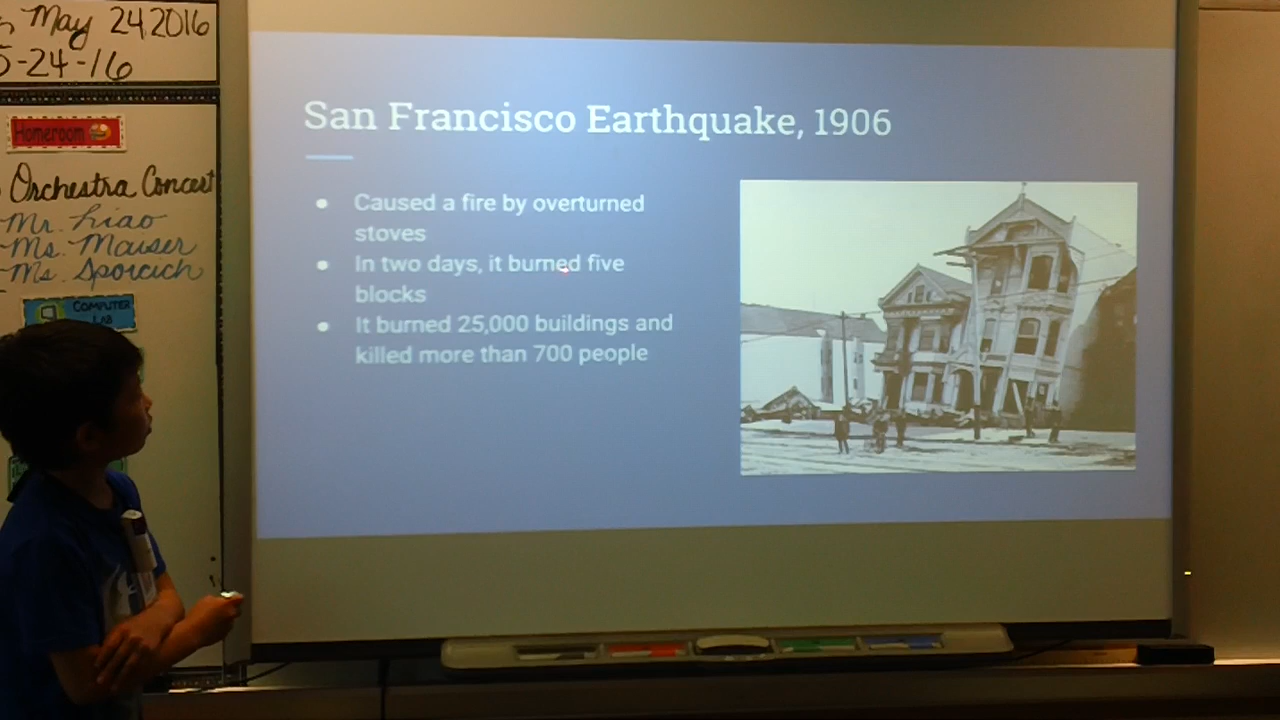 May 24, 2016
5-24-16
Homeroom
Orchestra Concert
Mr. Liao
Ms. Mauser
Ms. Sporcich
COMPUTER
LAB
San Francisco Earthquake, 1906
Caused a fire by overturned
stoves
In two days, it burned five
blocks
It burned 25,000 buildings and
killed more than 700 people